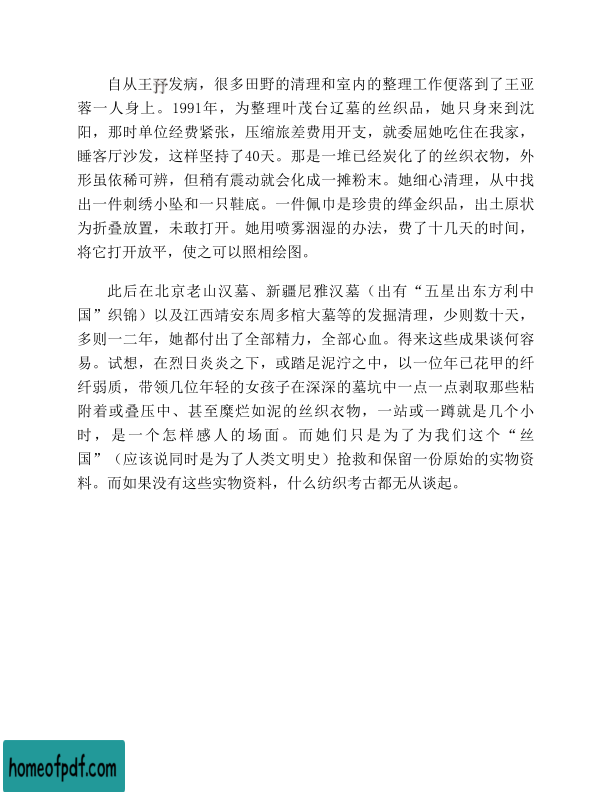 自从王㐨发病，很多田野的清理和室内的整理工作便落到了王亚
蓉一人身上。1991年，为整理叶茂台辽墓的丝织品，她只身来到沈
阳，那时单位经费紧张，压缩旅差费用开支，就委屈她吃住在我家，
睡客厅沙发，这样坚持了40天。那是一堆已经炭化了的丝织衣物，外
形虽依稀可辨，但稍有震动就会化成一摊粉末。她细心清理，从中找
出一件刺绣小坠和一只鞋底。一件佩巾是珍贵的缂金织品，出土原状
为折叠放置，未敢打开。她用喷雾洇湿的办法，费了十几天的时间，
将它打开放平，使之可以照相绘图。
此后在北京老山汉墓、新疆尼雅汉墓（出有“五星出东方利中
国”织锦）以及江西靖安东周多棺大墓等的发掘清理，少则数十天，
多则一二年，她都付出了全部精力，全部心血。得来这些成果谈何容
易。试想，在烈日炎炎之下，或踏足泥泞之中，以一位年已花甲的纤
纤弱质，带领几位年轻的女孩子在深深的墓坑中一点一点剥取那些粘
附着或叠压中、甚至糜烂如泥的丝织衣物，一站或一蹲就是几个小
时，是一个怎样感人的场面。而她们只是为了为我们这个“丝
国”（应该说同时是为了人类文明史）抢救和保留一份原始的实物资
料。而如果没有这些实物资料，什么纺织考古都无从谈起。
homeofpdf.com